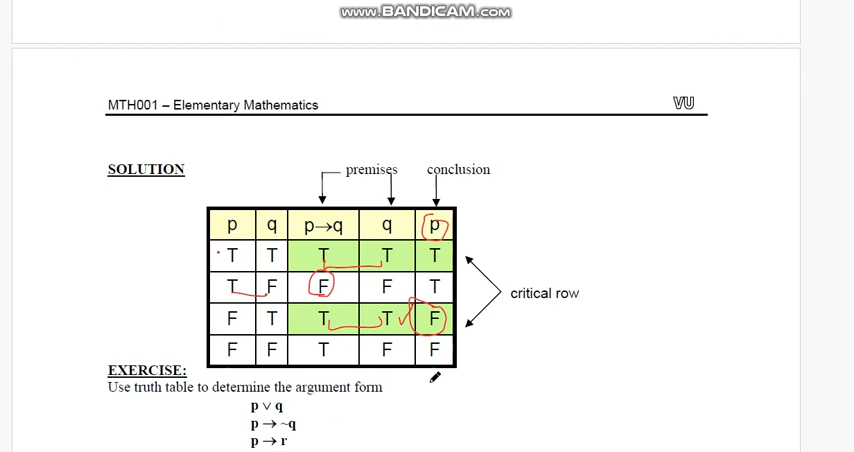 www.BANDICAM.com
MTH001 – Elementary Mathematics VU
SOLUTION premises conclusion
p q p→q q p
T T T T T
T F F F T
critical row
F T T T F
F F T F F
EXERCISE:
Use truth table to determine the argument form
p ∨ q
p → ~q
p → r